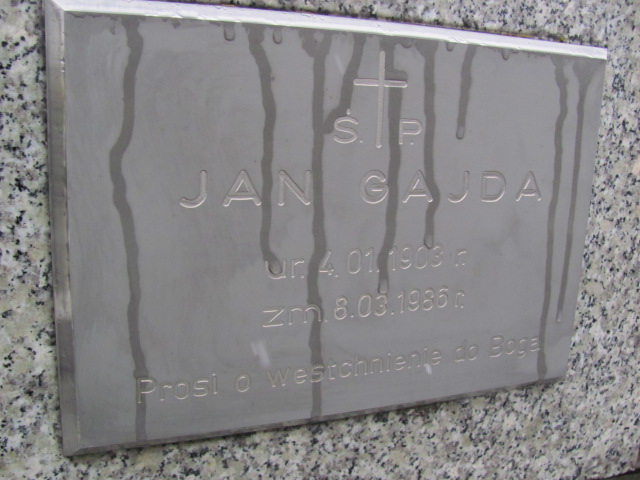 Ś. P.
JAN GAJDA
ur. 4.01.1903 r.
zm. 8.03.1986 r.
Prosi o Westchnienie do Boga